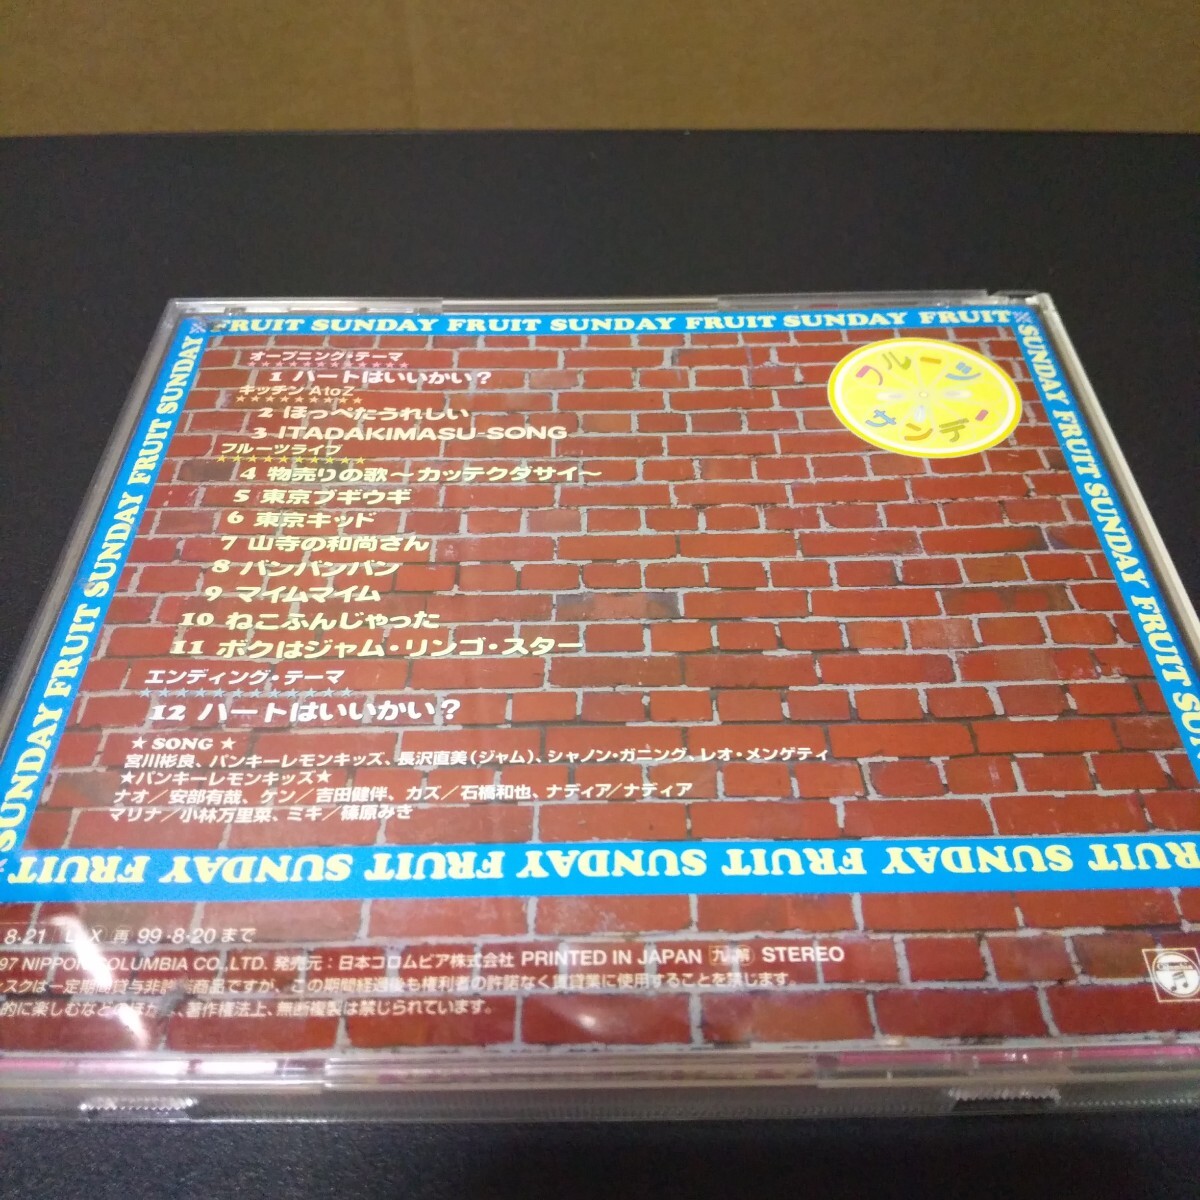 FRUIT SUNDAY FRUIT SUNDAY FRUIT SUNDAY FRUIT
フルーツ
サンデー
オープニング・テーマ
1 ハートはいいかい?
キッチン AtoZ
2 ほっぺたうれしい
3 ITADAKIMASU-SONG
フルーツライブ
4 物売りの歌〜カッテクダサイ〜
5 東京ブギウギ
6 東京キッド
7 山寺の和尚さん
8 パンパンパン
9 マイムマイム
10 ねこふんじゃった
11 ボクはジャム・リンゴ・スター
エンディング・テーマ
12 ハートはいいかい?
★ SONG ★
宮川彬良、パンキーレモンキッズ、長沢直美(ジャム)、シャノン・ガニング、レオ・メンゲティ
★パンキーレモンキッズ★
ナオ/安部有哉、ケン/吉田健伴、カズ/石橋和也、ナディア/ナディア
マリナ/小林万里菜、ミキ/篠原みき
SUNDAY FRUIT SUNDAY FRUIT SUNDAY
SUNDAY FRUIT SUNDAY FRUIT SU
FRUIT SUNDAY FRUIT SUNDAY FRUIT SUNDAY FRUIT
8・21 X 再 99・8・20 まで
97 NIPPON COLUMBIA CO.,LTD. 発売元:日本コロムビア株式会社 PRINTED IN JAPAN STEREO
スクは一定期間貸与非許 商品ですが、この期間経過後も権利者の許諾なく賃貸業に使用することを禁じます。
的に楽しむなどのほか、著作権法上、無断複製は禁じられています。